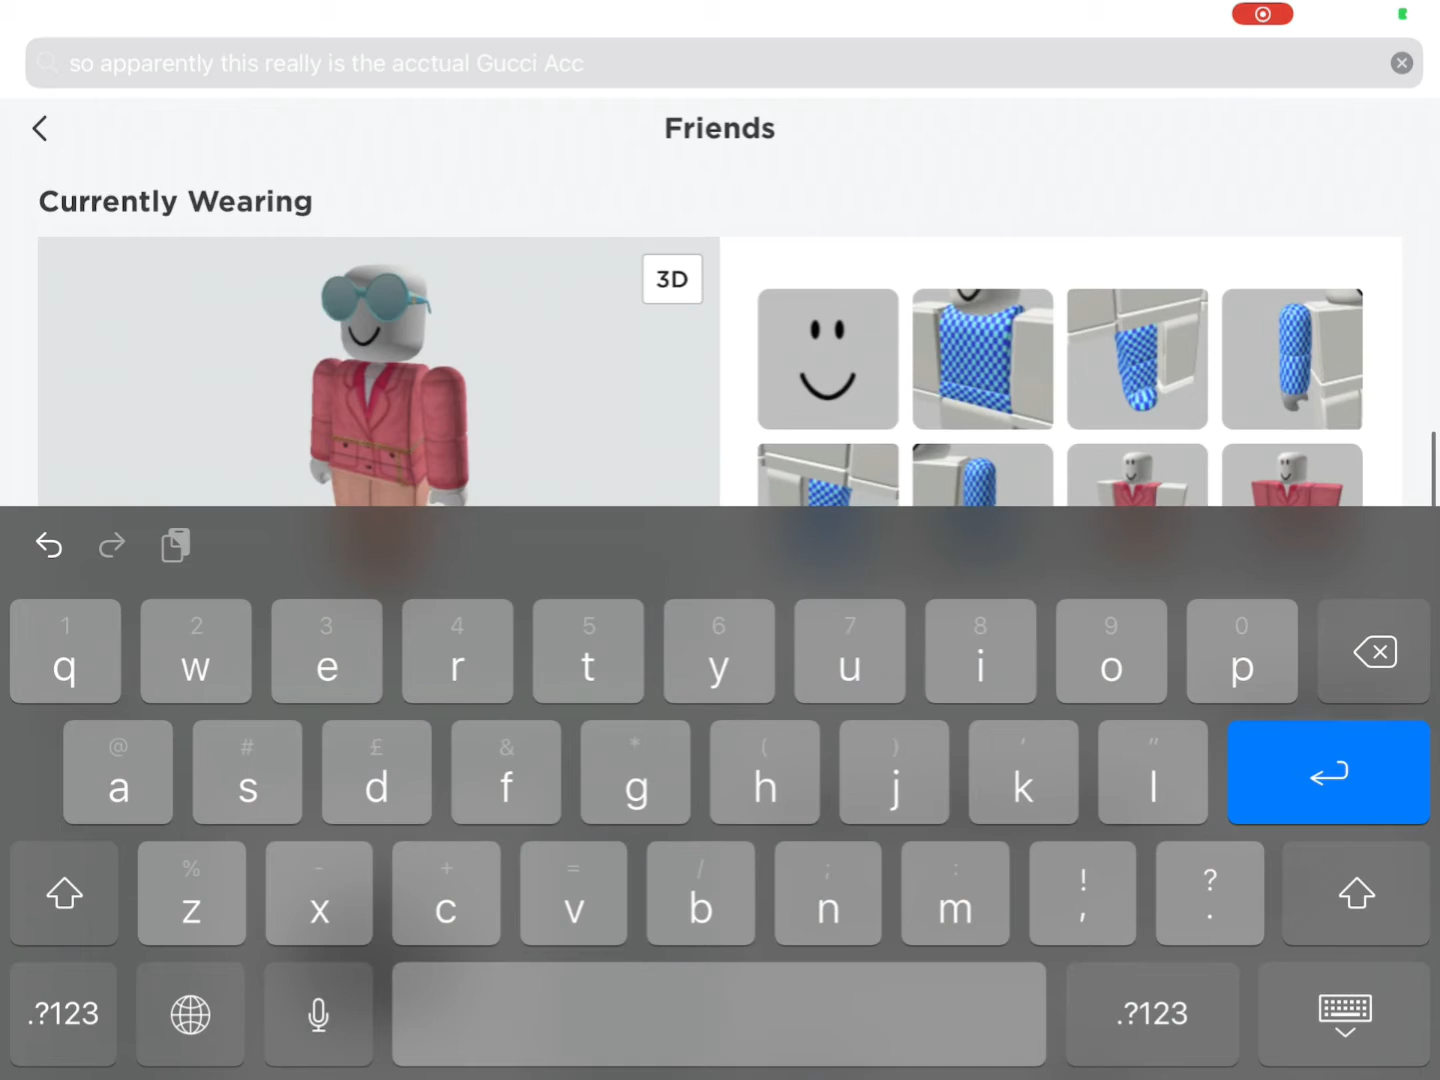 so apparently this really is the acctual Gucci Acc
Friends
Currently Wearing
3D
1 2 3 4 5 6 7 8 9 0
q w e r t y u i o p
@ # £ & * ( ) ' "
a s d f g h j k l
% - + = / ; : ! ?
z x c v b n m , .
.?123 .?123